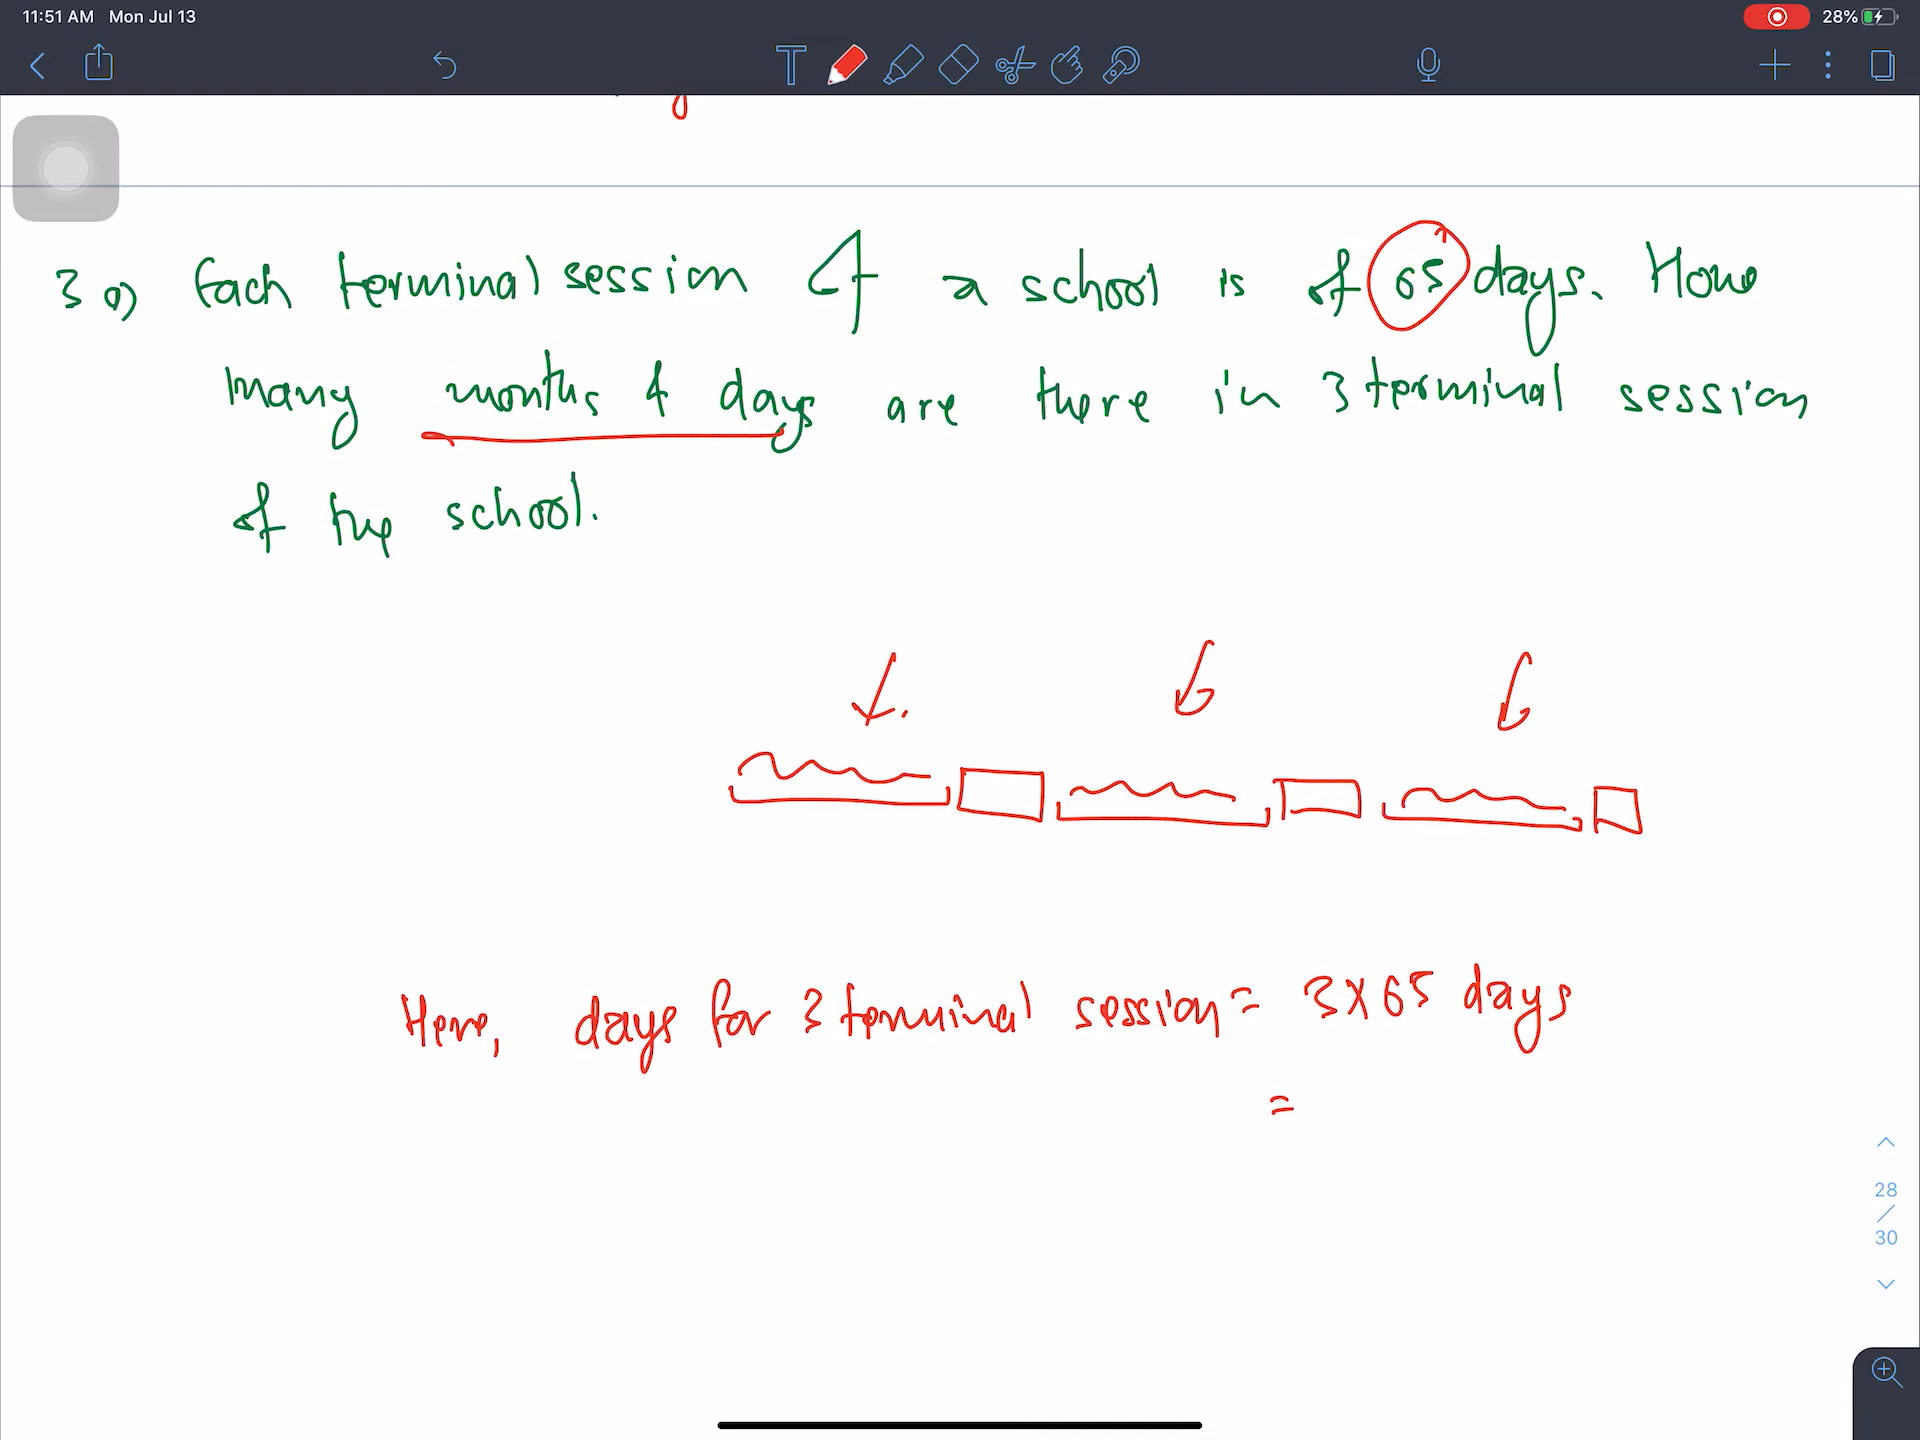 11:51 AM Mon Jul 13
28%
T
3 a) Each terminal session of a school is of 65 days. How
many months & days are there in 3 terminal session
of the school.
Here, days for 3 terminal session = 3 x 65 days
=
28
/
30